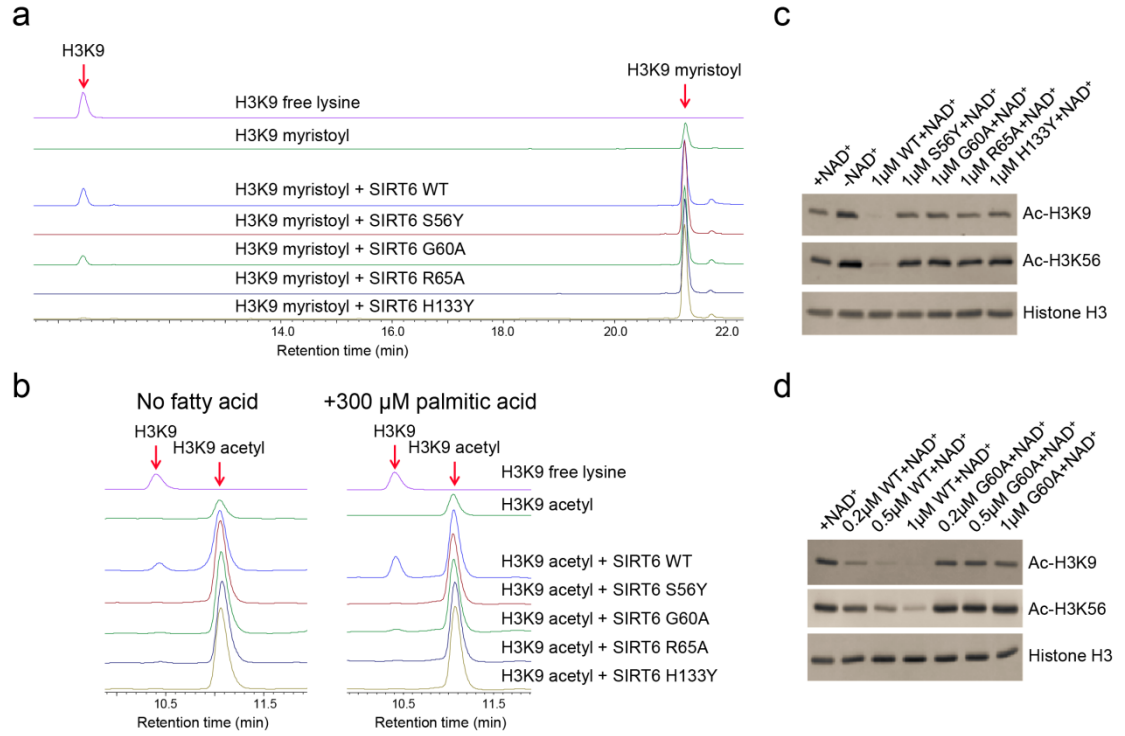 a
H3K9
H3K9 myristoyl
H3K9 free lysine
H3K9 myristoyl
H3K9 myristoyl + SIRT6 WT
H3K9 myristoyl + SIRT6 S56Y
H3K9 myristoyl + SIRT6 G60A
H3K9 myristoyl + SIRT6 R65A
H3K9 myristoyl + SIRT6 H133Y
14.0 16.0 18.0 20.0 22.0
Retention time (min)
b
No fatty acid
H3K9
H3K9 acetyl
10.5 11.5
Retention time (min)
+300 µM palmitic acid
H3K9
H3K9 acetyl
H3K9 free lysine
H3K9 acetyl
H3K9 acetyl + SIRT6 WT
H3K9 acetyl + SIRT6 S56Y
H3K9 acetyl + SIRT6 G60A
H3K9 acetyl + SIRT6 R65A
H3K9 acetyl + SIRT6 H133Y
10.5 11.5
Retention time (min)
c
+NAD⁺
-NAD⁺
1µM WT+NAD⁺
1µM S56Y+NAD⁺
1µM G60A+NAD⁺
1µM R65A+NAD⁺
1µM H133Y+NAD⁺
Ac-H3K9
Ac-H3K56
Histone H3
d
+NAD⁺
0.2µM WT+NAD⁺
0.5µM WT+NAD⁺
1µM WT+NAD⁺
0.2µM G60A+NAD⁺
0.5µM G60A+NAD⁺
1µM G60A+NAD⁺
Ac-H3K9
Ac-H3K56
Histone H3